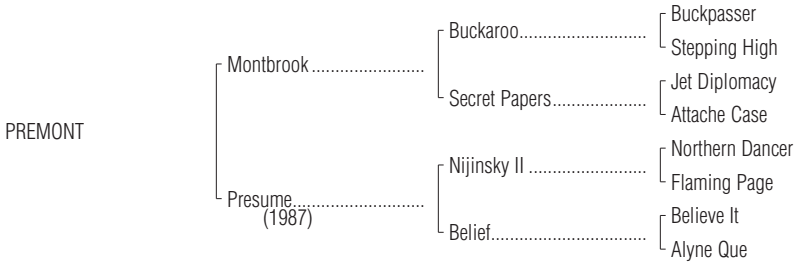 Buckpasser
Buckaroo..............................
Stepping High
Montbrook.........................
Jet Diplomacy
Secret Papers.....................
Attache Case
PREMONT
Northern Dancer
Nijinsky II ..........................
Flaming Page
Presume.............................
(1987)
Believe It
Belief...................................
Alyne Que